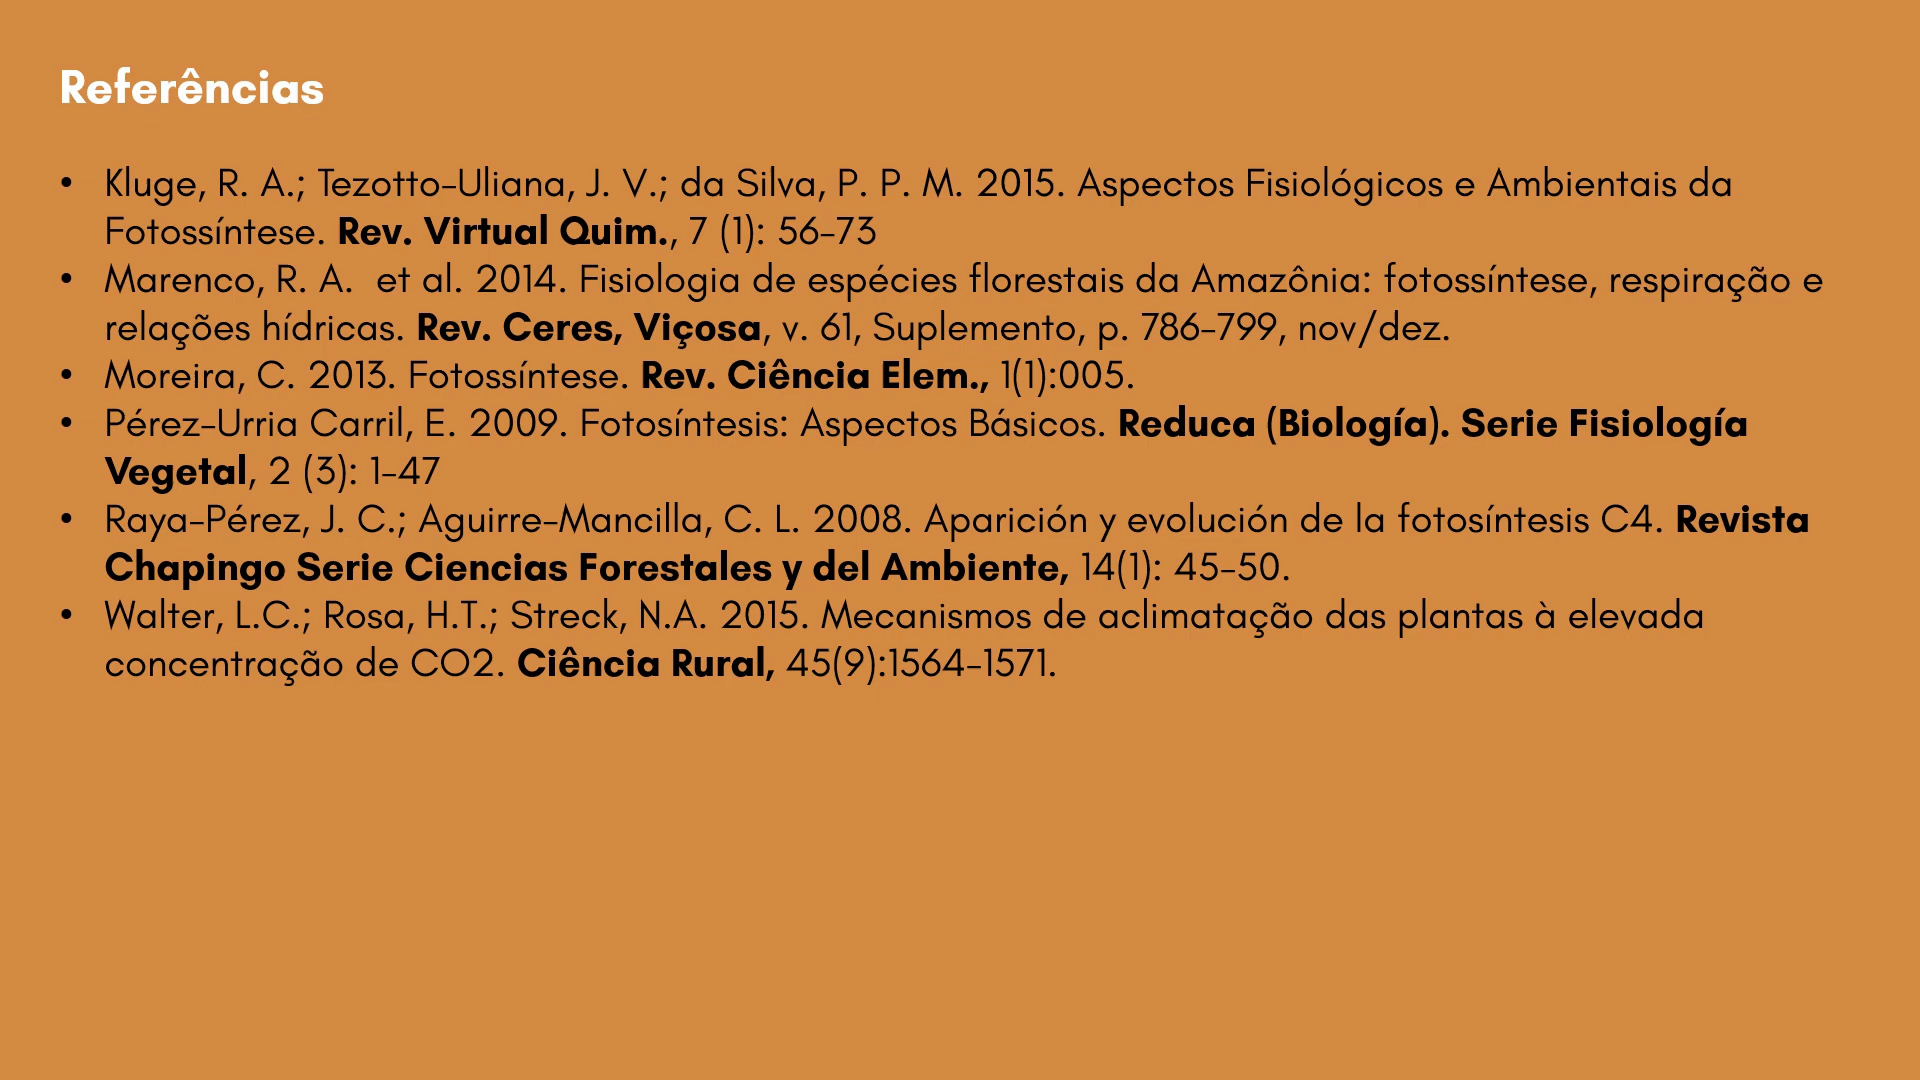 Referências
• Kluge, R. A.; Tezotto-Uliana, J. V.; da Silva, P. P. M. 2015. Aspectos Fisiológicos e Ambientais da
Fotossíntese. Rev. Virtual Quim., 7 (1): 56-73
• Marenco, R. A.  et al. 2014. Fisiologia de espécies florestais da Amazônia: fotossíntese, respiração e
relações hídricas. Rev. Ceres, Viçosa, v. 61, Suplemento, p. 786-799, nov/dez.
• Moreira, C. 2013. Fotossíntese. Rev. Ciência Elem., 1(1):005.
• Pérez-Urria Carril, E. 2009. Fotosíntesis: Aspectos Básicos. Reduca (Biología). Serie Fisiología
Vegetal, 2 (3): 1-47
• Raya-Pérez, J. C.; Aguirre-Mancilla, C. L. 2008. Aparición y evolución de la fotosíntesis C4. Revista
Chapingo Serie Ciencias Forestales y del Ambiente, 14(1): 45-50.
• Walter, L.C.; Rosa, H.T.; Streck, N.A. 2015. Mecanismos de aclimatação das plantas à elevada
concentração de CO2. Ciência Rural, 45(9):1564-1571.